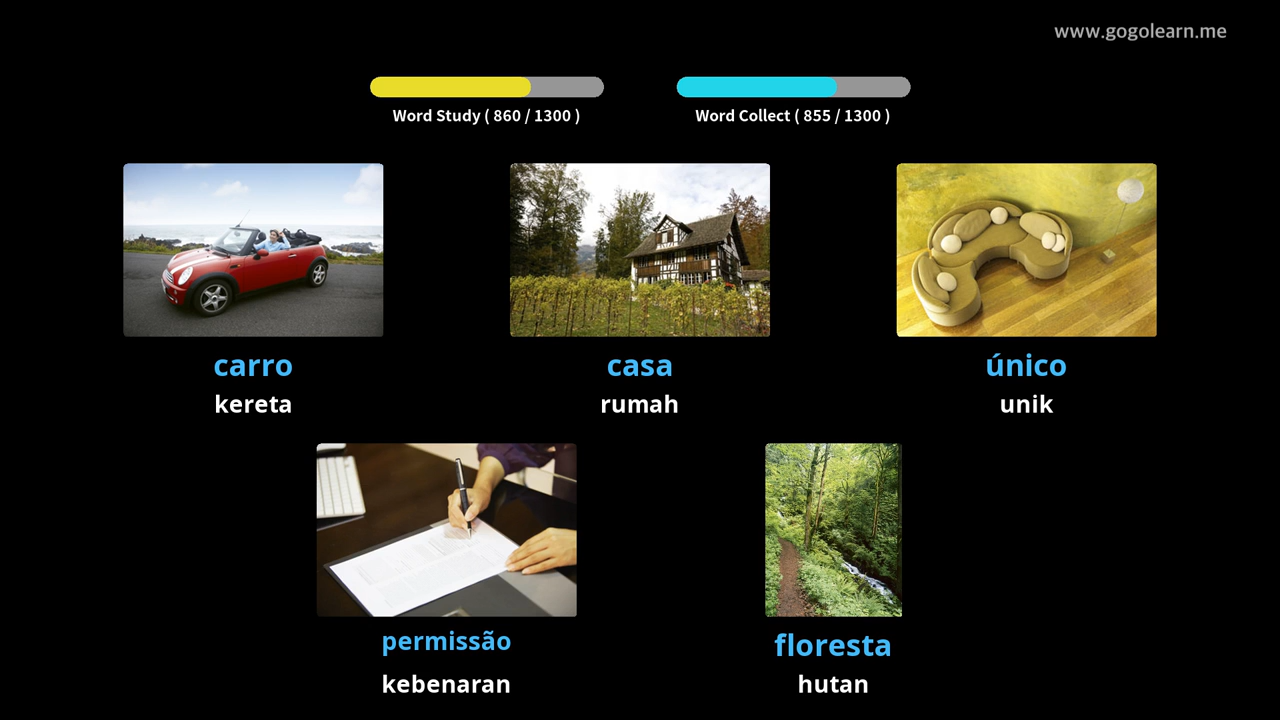 www.gogolearn.me
Word Study ( 860 / 1300 )
Word Collect ( 855 / 1300 )
carro
kereta
casa
rumah
único
unik
permissão
kebenaran
floresta
hutan